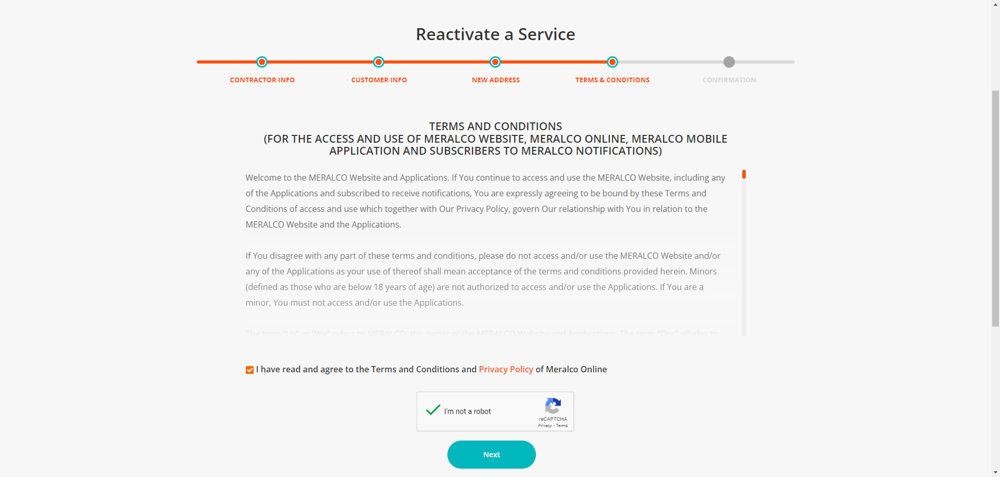 Reactivate a Service
CONTRACTOR INFO
CUSTOMER INFO
NEW ADDRESS
TERMS & CONDITIONS
CONFIRMATION
TERMS AND CONDITIONS
(FOR THE ACCESS AND USE OF MERALCO WEBSITE, MERALCO ONLINE, MERALCO MOBILE
APPLICATION AND SUBSCRIBERS TO MERALCO NOTIFICATIONS)
Welcome to the MERALCO Website and Applications. If You continue to access and use the MERALCO Website, including any
of the Applications and subscribed to receive notifications, You are expressly agreeing to be bound by these Terms and
Conditions of access and use which together with Our Privacy Policy, govern Our relationship with You in relation to the
MERALCO Website and the Applications.
If You disagree with any part of these terms and conditions, please do not access and/or use the MERALCO Website and/or
any of the Applications as your use of thereof shall mean acceptance of the terms and conditions provided herein. Minors
(defined as those who are below 18 years of age) are not authorized to access and/or use the Applications. If You are a
minor, You must not access and/or use the Applications.
The term “Us” or “We” refers to MERALCO, the owner of the MERALCO Website and Applications. The term “Our” alludes to
I have read and agree to the Terms and Conditions and Privacy Policy of Meralco Online
I'm not a robot
reCAPTCHA
Privacy - Terms
Next